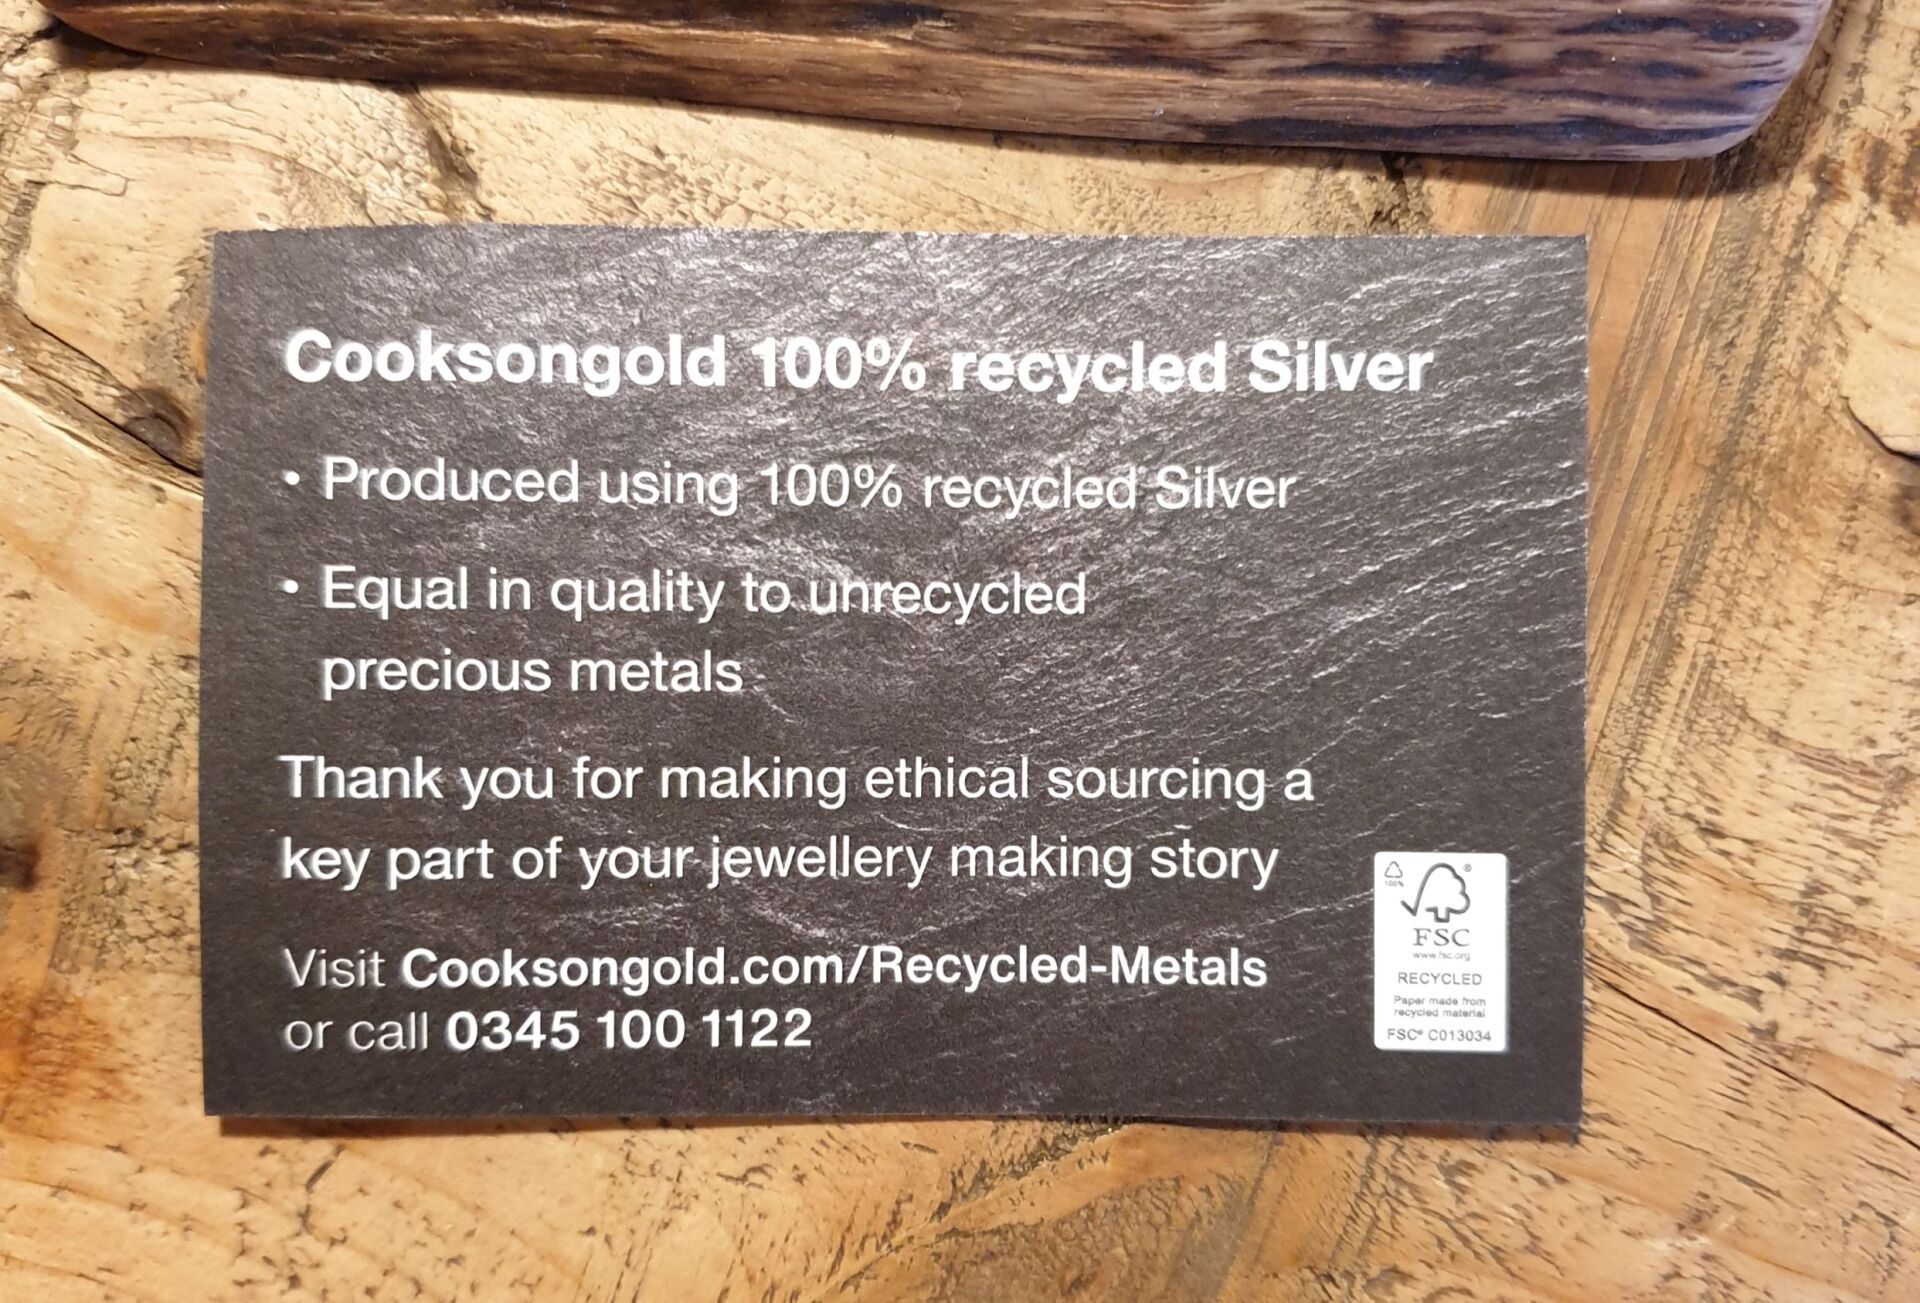 Cooksongold 100% recycled Silver
• Produced using 100% recycled Silver
• Equal in quality to unrecycled
precious metals
Thank you for making ethical sourcing a
key part of your jewellery making story
Visit Cooksongold.com/Recycled-Metals
or call 0345 100 1122
100%
®
FSC
www.fsc.org
RECYCLED
Paper made from
recycled material
FSC® C013034